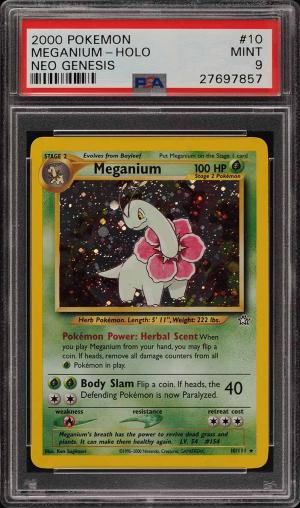 2000 POKEMON #10
MEGANIUM-HOLO MINT
NEO GENESIS 9
PSA 27697857
STAGE 2 Evolves from Bayleef Put Meganium on the Stage 1 card
Meganium 100 HP
Stage 2 Pokémon
Herb Pokémon. Length: 5' 11", Weight: 222 lbs.
Pokémon Power: Herbal Scent When
you play Meganium from your hand, you may flip a
coin. If heads, remove all damage counters from all
Pokémon in play.
Body Slam Flip a coin. If heads, the 40
Defending Pokémon is now Paralyzed.
weakness resistance retreat cost
Meganium's breath has the power to revive dead grass and
plants. It can make them healthy again. LV. 54 #154
Illus. Ken Sugimori ©1995-2000 Nintendo, Creatures, GAMEFREAK. 10/111